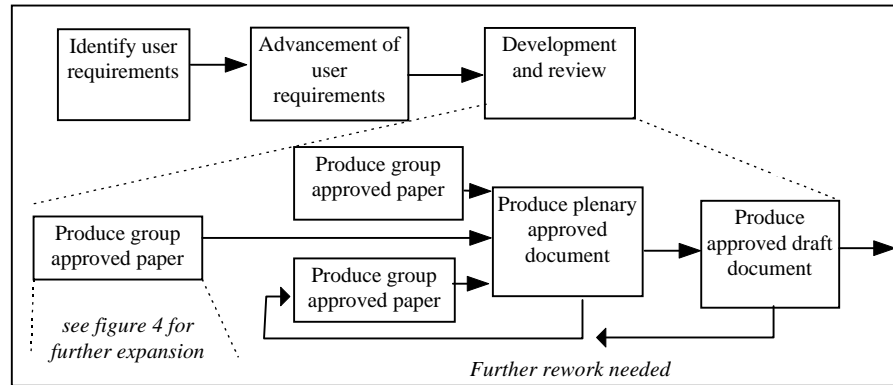 Identify user
requirements
Advancement of
user
requirements
Development
and review
Produce group
approved paper
Produce group
approved paper
Produce plenary
approved
document
Produce
approved draft
document
Produce group
approved paper
see figure 4 for
further expansion
Further rework needed